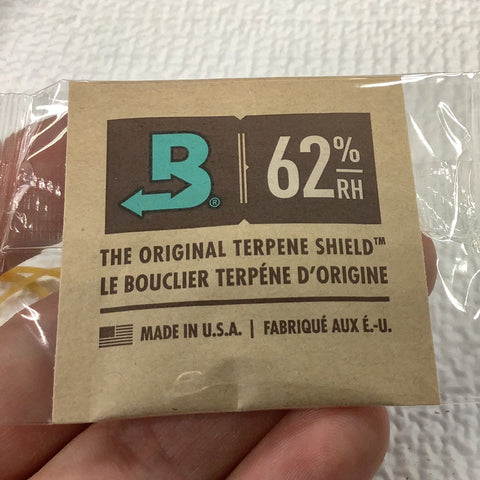 B®
62%
RH
THE ORIGINAL TERPENE SHIELD™
LE BOUCLIER TERPÉNE D'ORIGINE
MADE IN U.S.A. | FABRIQUÉ AUX É.-U.